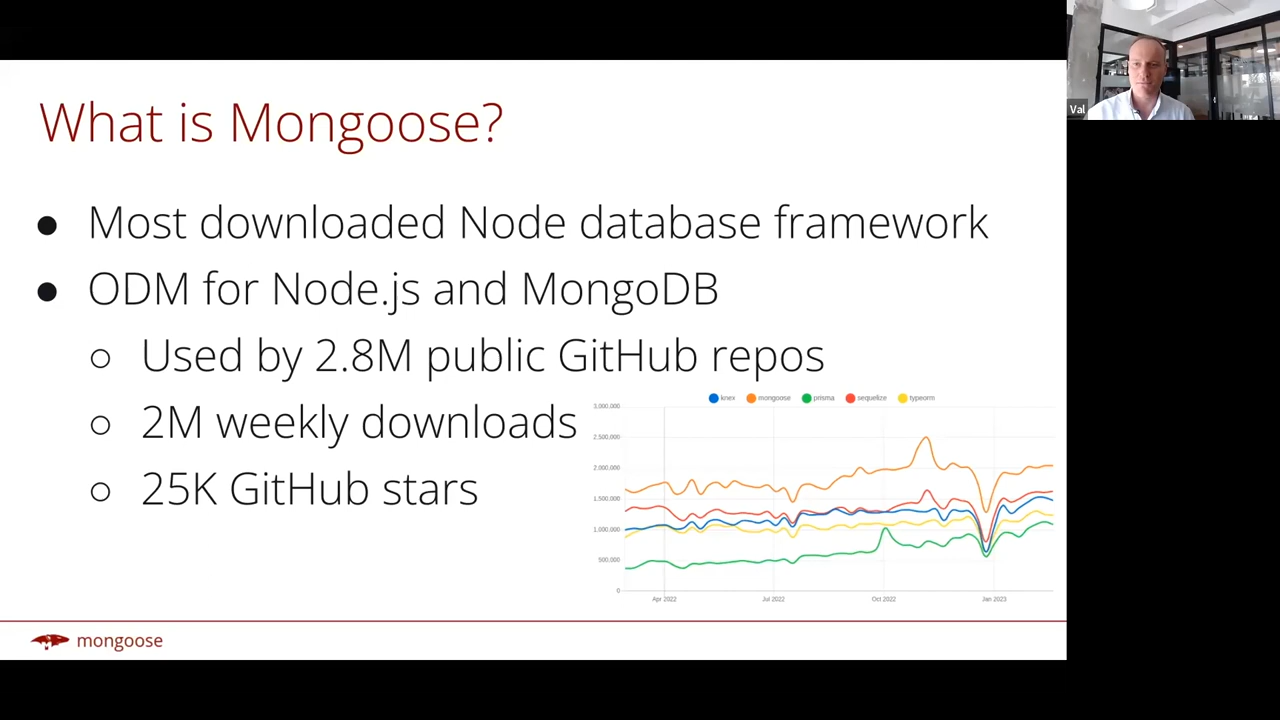 What is Mongoose?
● Most downloaded Node database framework
● ODM for Node.js and MongoDB
○ Used by 2.8M public GitHub repos
○ 2M weekly downloads
○ 25K GitHub stars
knex mongoose prisma sequelize typeorm
3,000,000
2,500,000
2,000,000
1,500,000
1,000,000
500,000
0
Apr 2022 Jul 2022 Oct 2022 Jan 2023
mongoose
Val